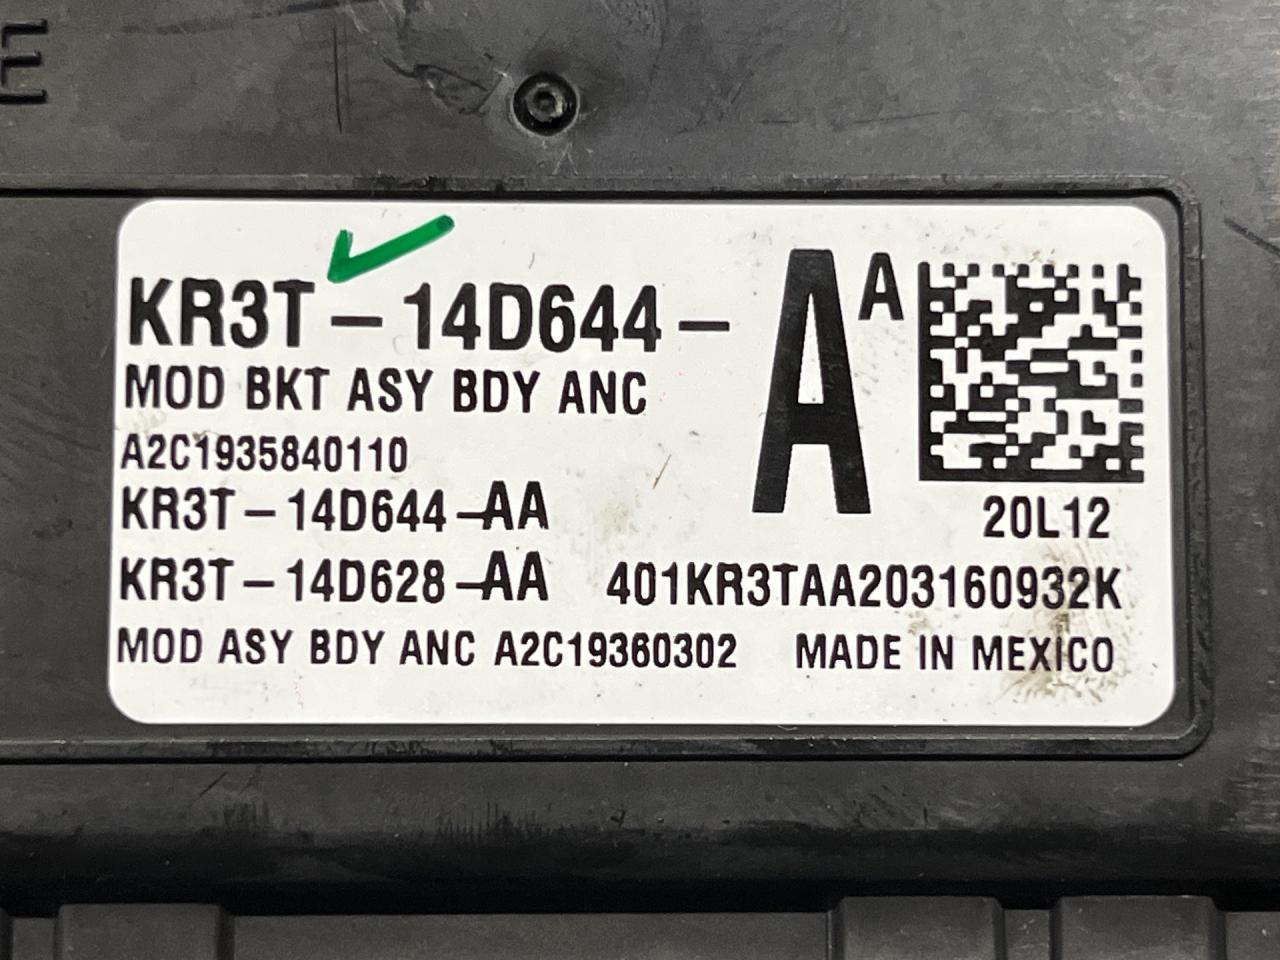 E
KR3T-14D644-AA
MOD BKT ASY BDY ANC
A2C1935840110
KR3T-14D644-AA
20L12
KR3T-14D628-AA 401KR3TAA203160932K
MOD ASY BDY ANC A2C19360302 MADE IN MEXICO